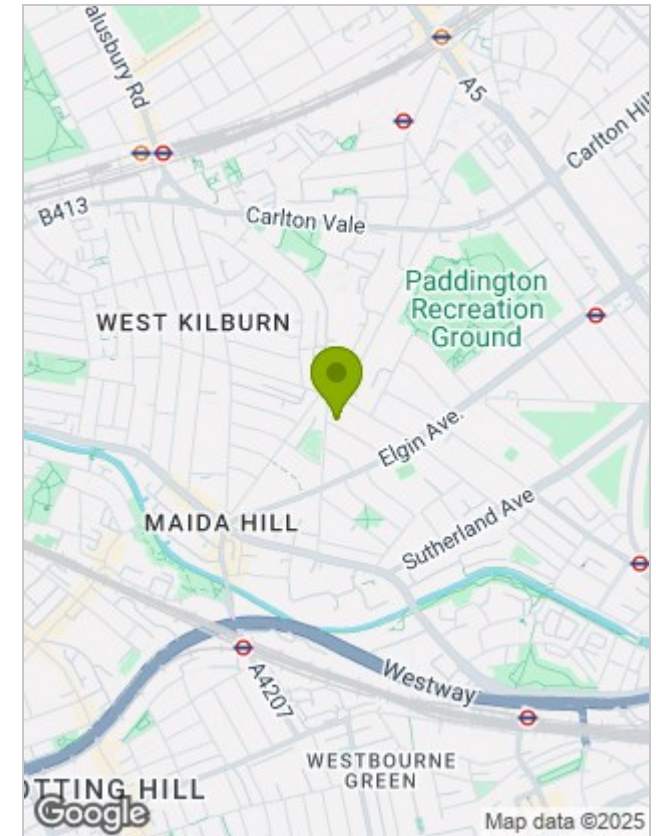 alusbury Rd
A5
Carlton Hil
B413
Carlton Vale
Paddington
Recreation
Ground
WEST KILBURN
Elgin Ave.
MAIDA HILL
Sutherland Ave
Westway
A4207
WESTBOURNE
GREEN
OTTING HILL
Google
Map data ©2025